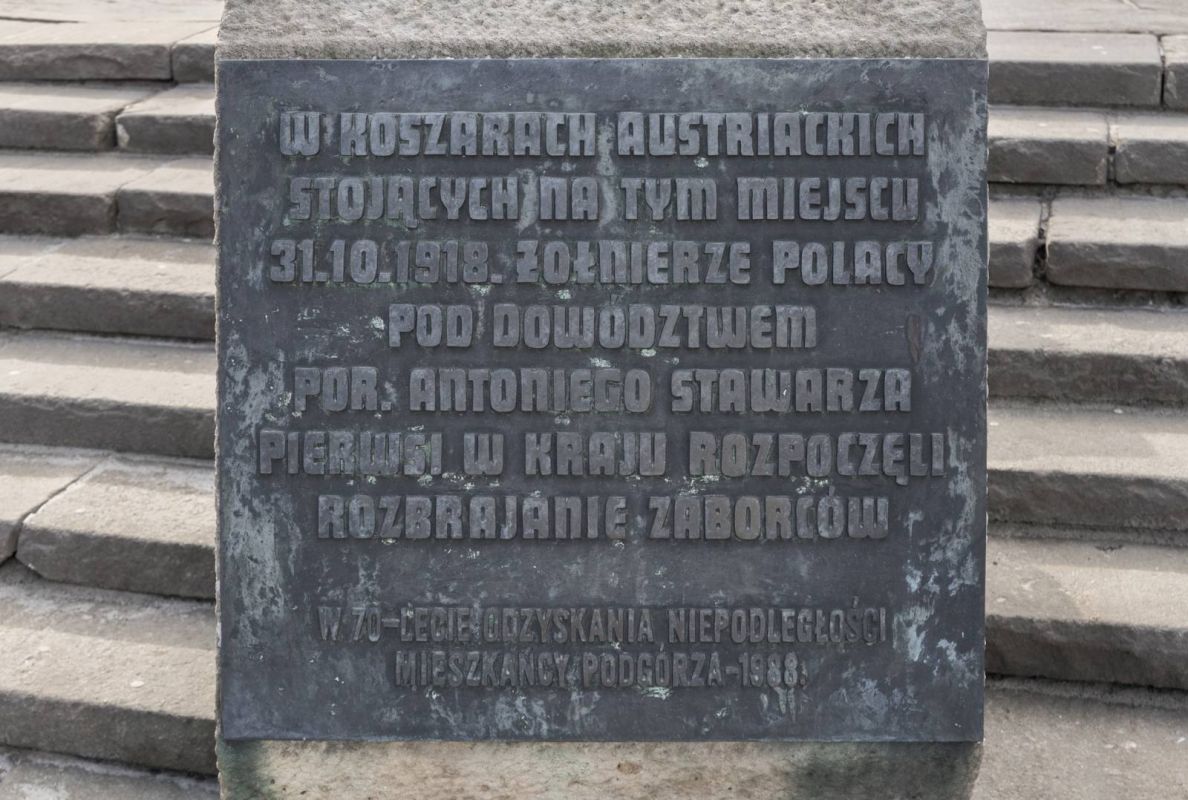 W KOSZARACH AUSTRIACKICH
STOJĄCYCH NA TYM MIEJSCU
31.10.1918. ŻOŁNIERZE POLACY
POD DOWÓDZTWEM
POR. ANTONIEGO STAWARZA
PIERWSI W KRAJU ROZPOCZĘLI
ROZBRAJANIE ZABORCÓW
W 70-LECIE ODZYSKANIA NIEPODLEGŁOŚCI
MIESZKAŃCY PODGÓRZA-1988.